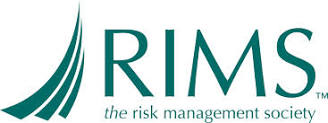 RIMS™
the risk management society